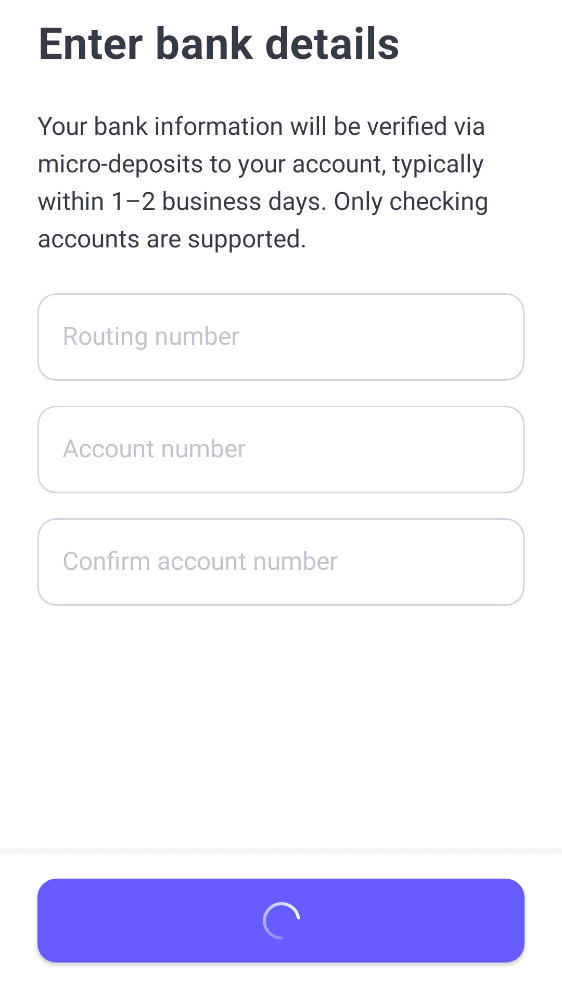 Enter bank details
Your bank information will be verified via
micro-deposits to your account, typically
within 1–2 business days. Only checking
accounts are supported.
Routing number
Account number
Confirm account number